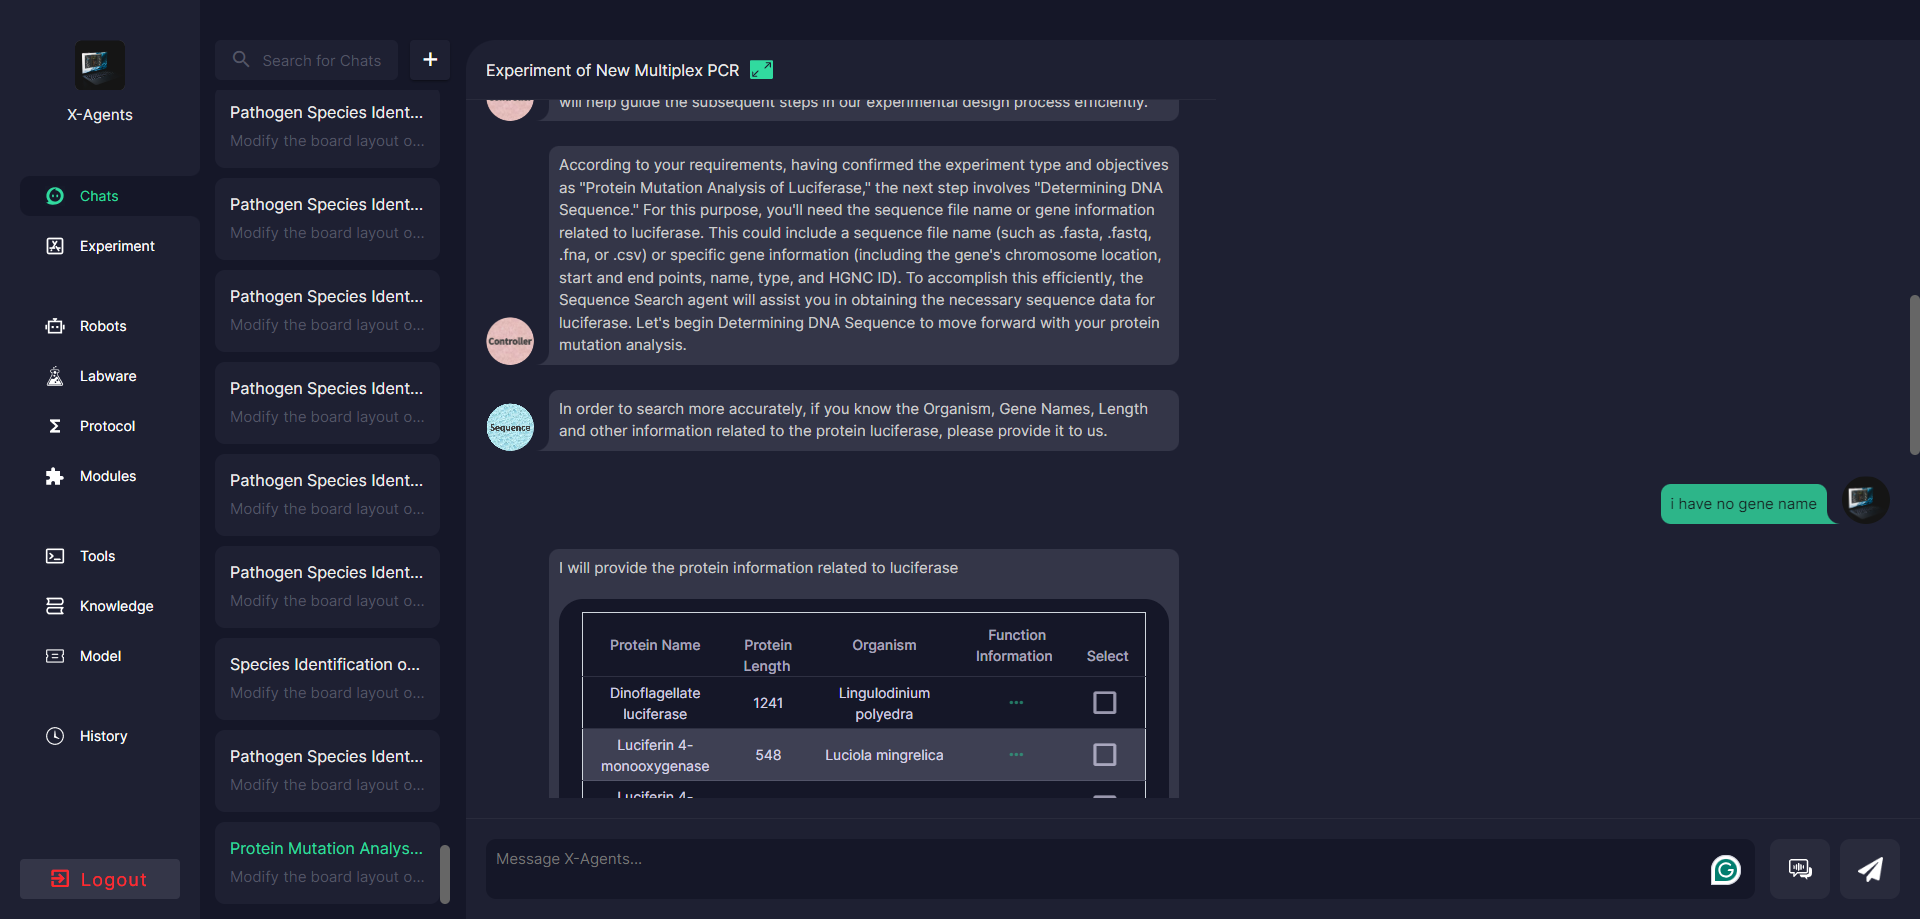 X-Agents
Chats
Experiment
Robots
Labware
Protocol
Modules
Tools
Knowledge
Model
History
Logout
Search for Chats
+
Pathogen Species Ident...
Modify the board layout o...
Pathogen Species Ident...
Modify the board layout o...
Pathogen Species Ident...
Modify the board layout o...
Pathogen Species Ident...
Modify the board layout o...
Pathogen Species Ident...
Modify the board layout o...
Pathogen Species Ident...
Modify the board layout o...
Species Identification o...
Modify the board layout o...
Pathogen Species Ident...
Modify the board layout o...
Protein Mutation Analys...
Modify the board layout o...
Experiment of New Multiplex PCR
will help guide the subsequent steps in our experimental design process efficiently.
According to your requirements, having confirmed the experiment type and objectives
as "Protein Mutation Analysis of Luciferase," the next step involves "Determining DNA
Sequence." For this purpose, you'll need the sequence file name or gene information
related to luciferase. This could include a sequence file name (such as .fasta, .fastq,
.fna, or .csv) or specific gene information (including the gene's chromosome location,
start and end points, name, type, and HGNC ID). To accomplish this efficiently, the
Sequence Search agent will assist you in obtaining the necessary sequence data for
luciferase. Let's begin Determining DNA Sequence to move forward with your protein
mutation analysis.
Controller
In order to search more accurately, if you know the Organism, Gene Names, Length
and other information related to the protein luciferase, please provide it to us.
Sequence
i have no gene name
I will provide the protein information related to luciferase
Protein Name
Protein
Length
Organism
Function
Information
Select
Dinoflagellate
luciferase
1241
Lingulodinium
polyedra
...
Luciferin 4-
monooxygenase
548
Luciola mingrelica
...
Luciferin 4-
Message X-Agents...